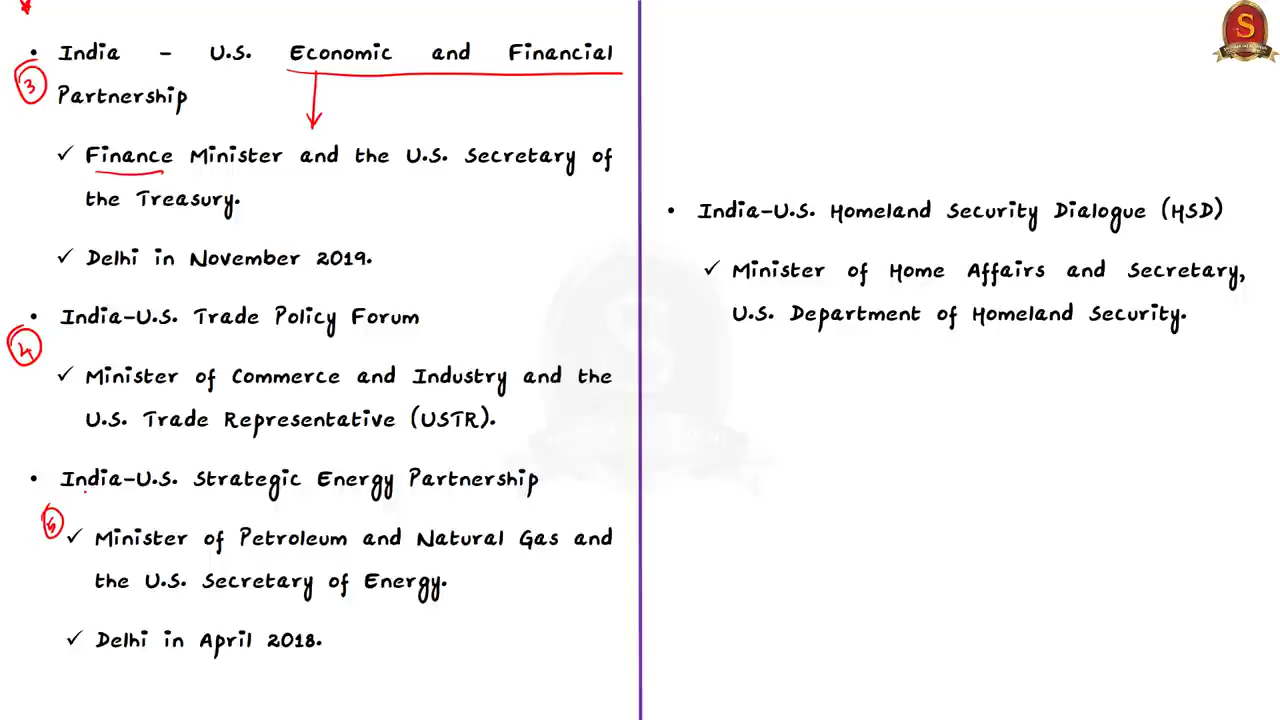 • India - U.S. Economic and Financial
③
Partnership
✓ Finance Minister and the U.S. Secretary of
the Treasury.
✓ Delhi in November 2019.
• India-U.S. Trade Policy Forum
④
✓ Minister of Commerce and Industry and the
U.S. Trade Representative (USTR).
• India-U.S. Strategic Energy Partnership
⑤
✓ Minister of Petroleum and Natural Gas and
the U.S. Secretary of Energy.
✓ Delhi in April 2018.
S
• India-U.S. Homeland Security Dialogue (HSD)
✓ Minister of Home Affairs and Secretary,
U.S. Department of Homeland Security.